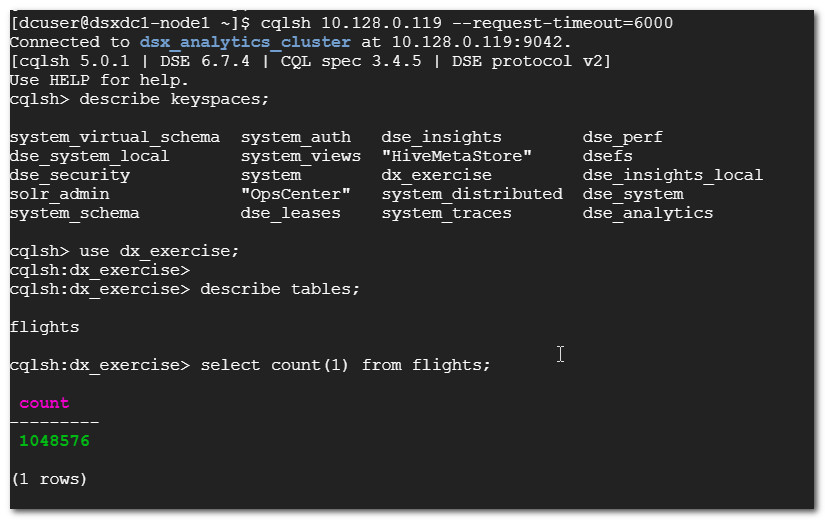 [dcuser@dsxdc1-node1 ~]$ cqlsh 10.128.0.119 --request-timeout=6000
Connected to dsx_analytics_cluster at 10.128.0.119:9042.
[cqlsh 5.0.1 | DSE 6.7.4 | CQL spec 3.4.5 | DSE protocol v2]
Use HELP for help.
cqlsh> describe keyspaces;
system_virtual_schema  system_auth   dse_insights        dse_perf
dse_system_local       system_views  "HiveMetaStore"     dsefs
dse_security           system        dx_exercise         dse_insights_local
solr_admin             "OpsCenter"   system_distributed  dse_system
system_schema          dse_leases    system_traces       dse_analytics
cqlsh> use dx_exercise;
cqlsh:dx_exercise>
cqlsh:dx_exercise> describe tables;
flights
cqlsh:dx_exercise> select count(1) from flights;
count
---------
1048576
(1 rows)